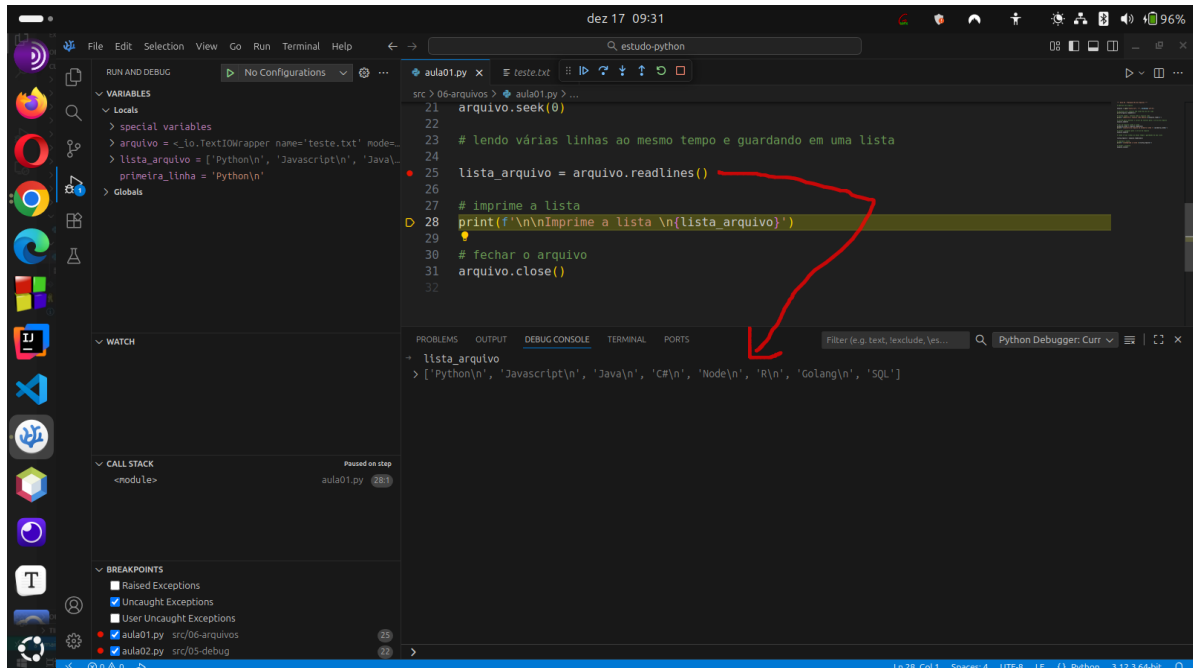 dez 17 09:31
96%
File Edit Selection View Go Run Terminal Help
estudo-python
RUN AND DEBUG
No Configurations
aula01.py
teste.txt
src > 06-arquivos > aula01.py > ...
VARIABLES
Locals
special variables
arquivo = <_io.TextIOWrapper name='teste.txt' mode=...
lista_arquivo = ['Python\n', 'Javascript\n', 'Java\...
primeira_linha = 'Python\n'
Globals
21 arquivo.seek(0)
22
23 # lendo várias linhas ao mesmo tempo e guardando em uma lista
24
25 lista_arquivo = arquivo.readlines()
26
27 # imprime a lista
28 print(f'\n\nImprime a lista \n{lista_arquivo}')
29
30 # fechar o arquivo
31 arquivo.close()
32
WATCH
CALL STACK
Paused on step
<module>
aula01.py 28:1
BREAKPOINTS
Raised Exceptions
Uncaught Exceptions
User Uncaught Exceptions
aula01.py src/06-arquivos 25
aula02.py src/05-debug 22
PROBLEMS OUTPUT DEBUG CONSOLE TERMINAL PORTS
Filter (e.g. text, !exclude, \es...
Python Debugger: Curr
lista_arquivo
> ['Python\n', 'Javascript\n', 'Java\n', 'C#\n', 'Node\n', 'R\n', 'Golang\n', 'SQL']
>
Ln 28, Col 1 Spaces: 4 UTF-8 LF {} Python 3.12.3 64-bit